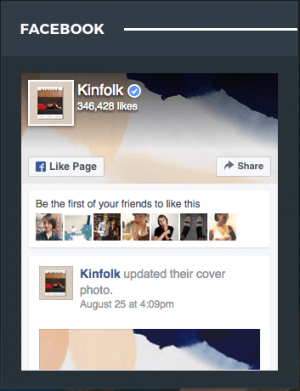 FACEBOOK
Kinfolk
346,428 likes
Like Page
Share
Be the first of your friends to like this
Kinfolk updated their cover
photo.
August 25 at 4:09pm